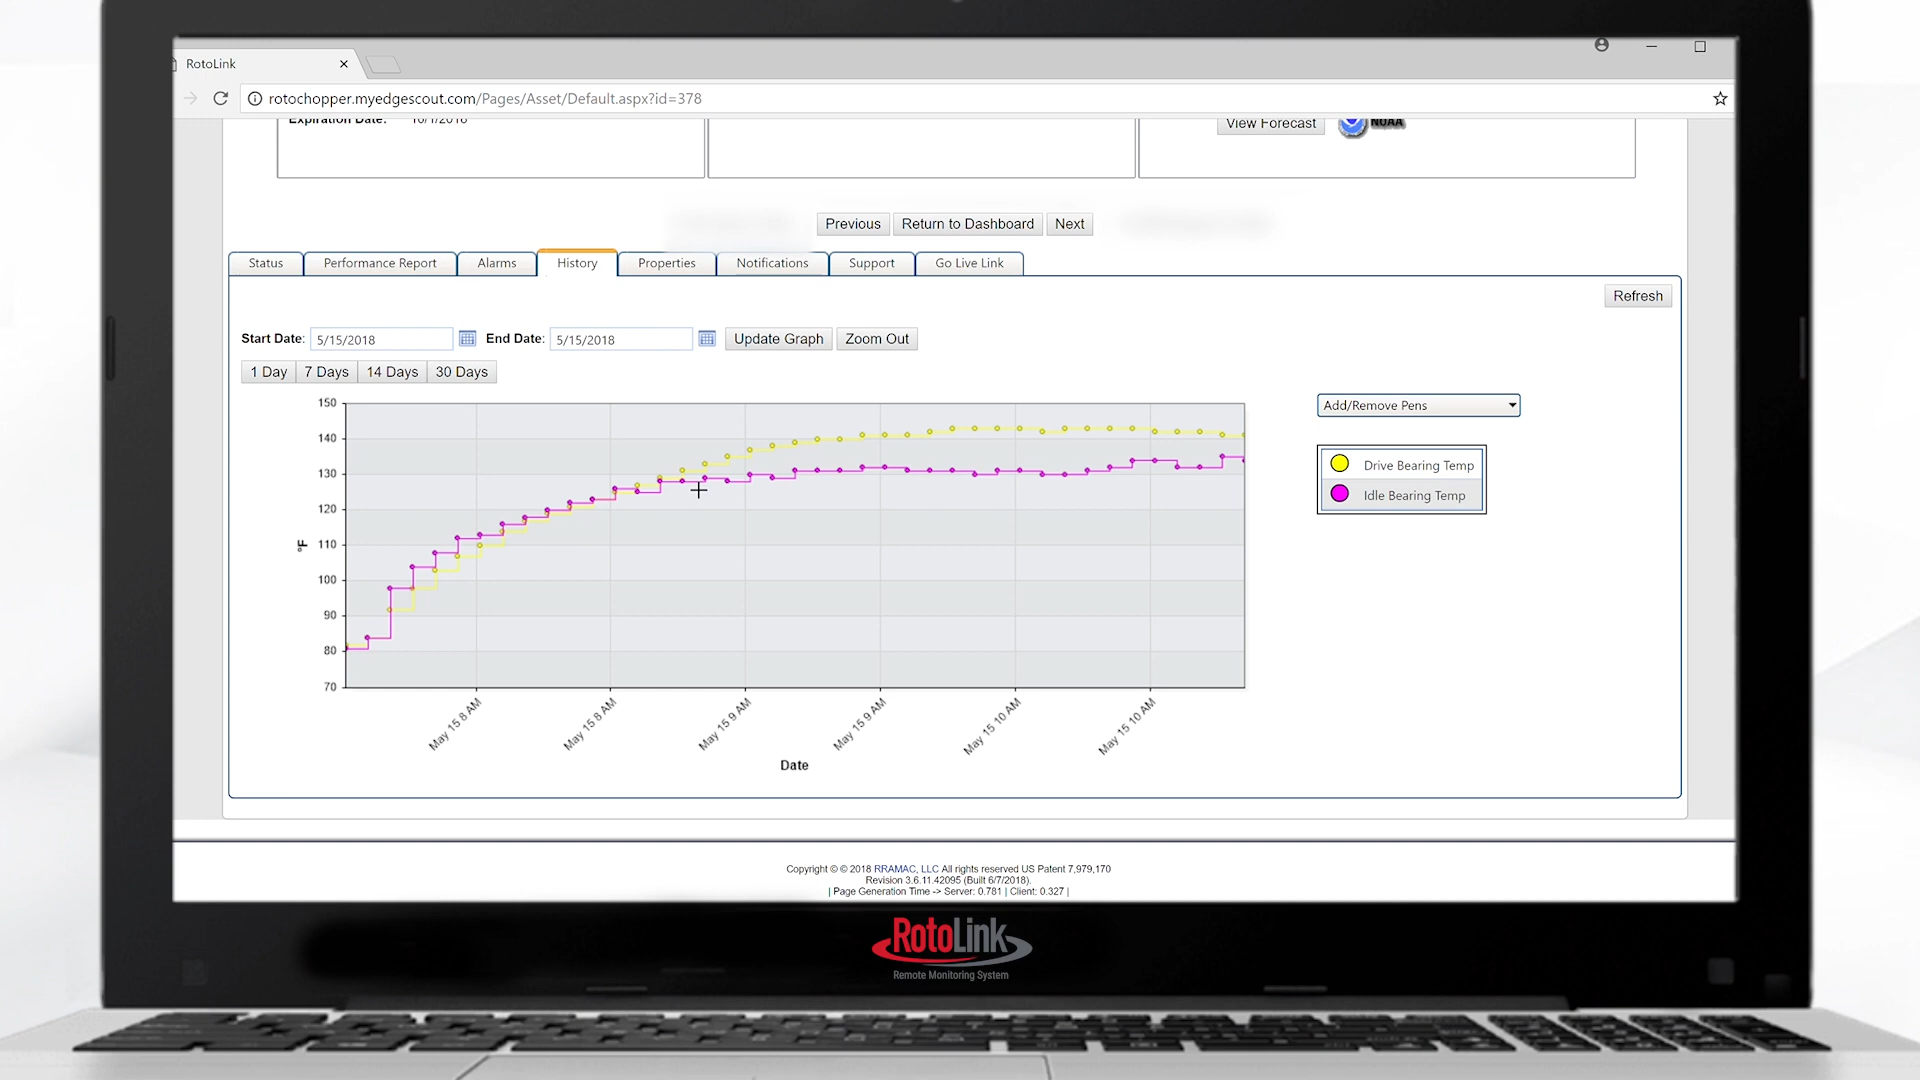 RotoLink
rotochopper.myedgescout.com/Pages/Asset/Default.aspx?id=378
Expiration Date: 10/1/2018
View Forecast NOAA
Previous Return to Dashboard Next
Status Performance Report Alarms History Properties Notifications Support Go Live Link
Refresh
Start Date: 5/15/2018 End Date: 5/15/2018 Update Graph Zoom Out
1 Day 7 Days 14 Days 30 Days
150
140
130
120
110
100
90
80
70
°F
Add/Remove Pens
Drive Bearing Temp
Idle Bearing Temp
May 15 8 AM May 15 8 AM May 15 9 AM May 15 9 AM May 15 10 AM May 15 10 AM
Date
Copyright © © 2018 RRAMAC, LLC All rights reserved US Patent 7,979,170
Revision 3.6.11.42095 (Built 6/7/2018).
| Page Generation Time -> Server: 0.781 | Client: 0.327 |
RotoLink
Remote Monitoring System